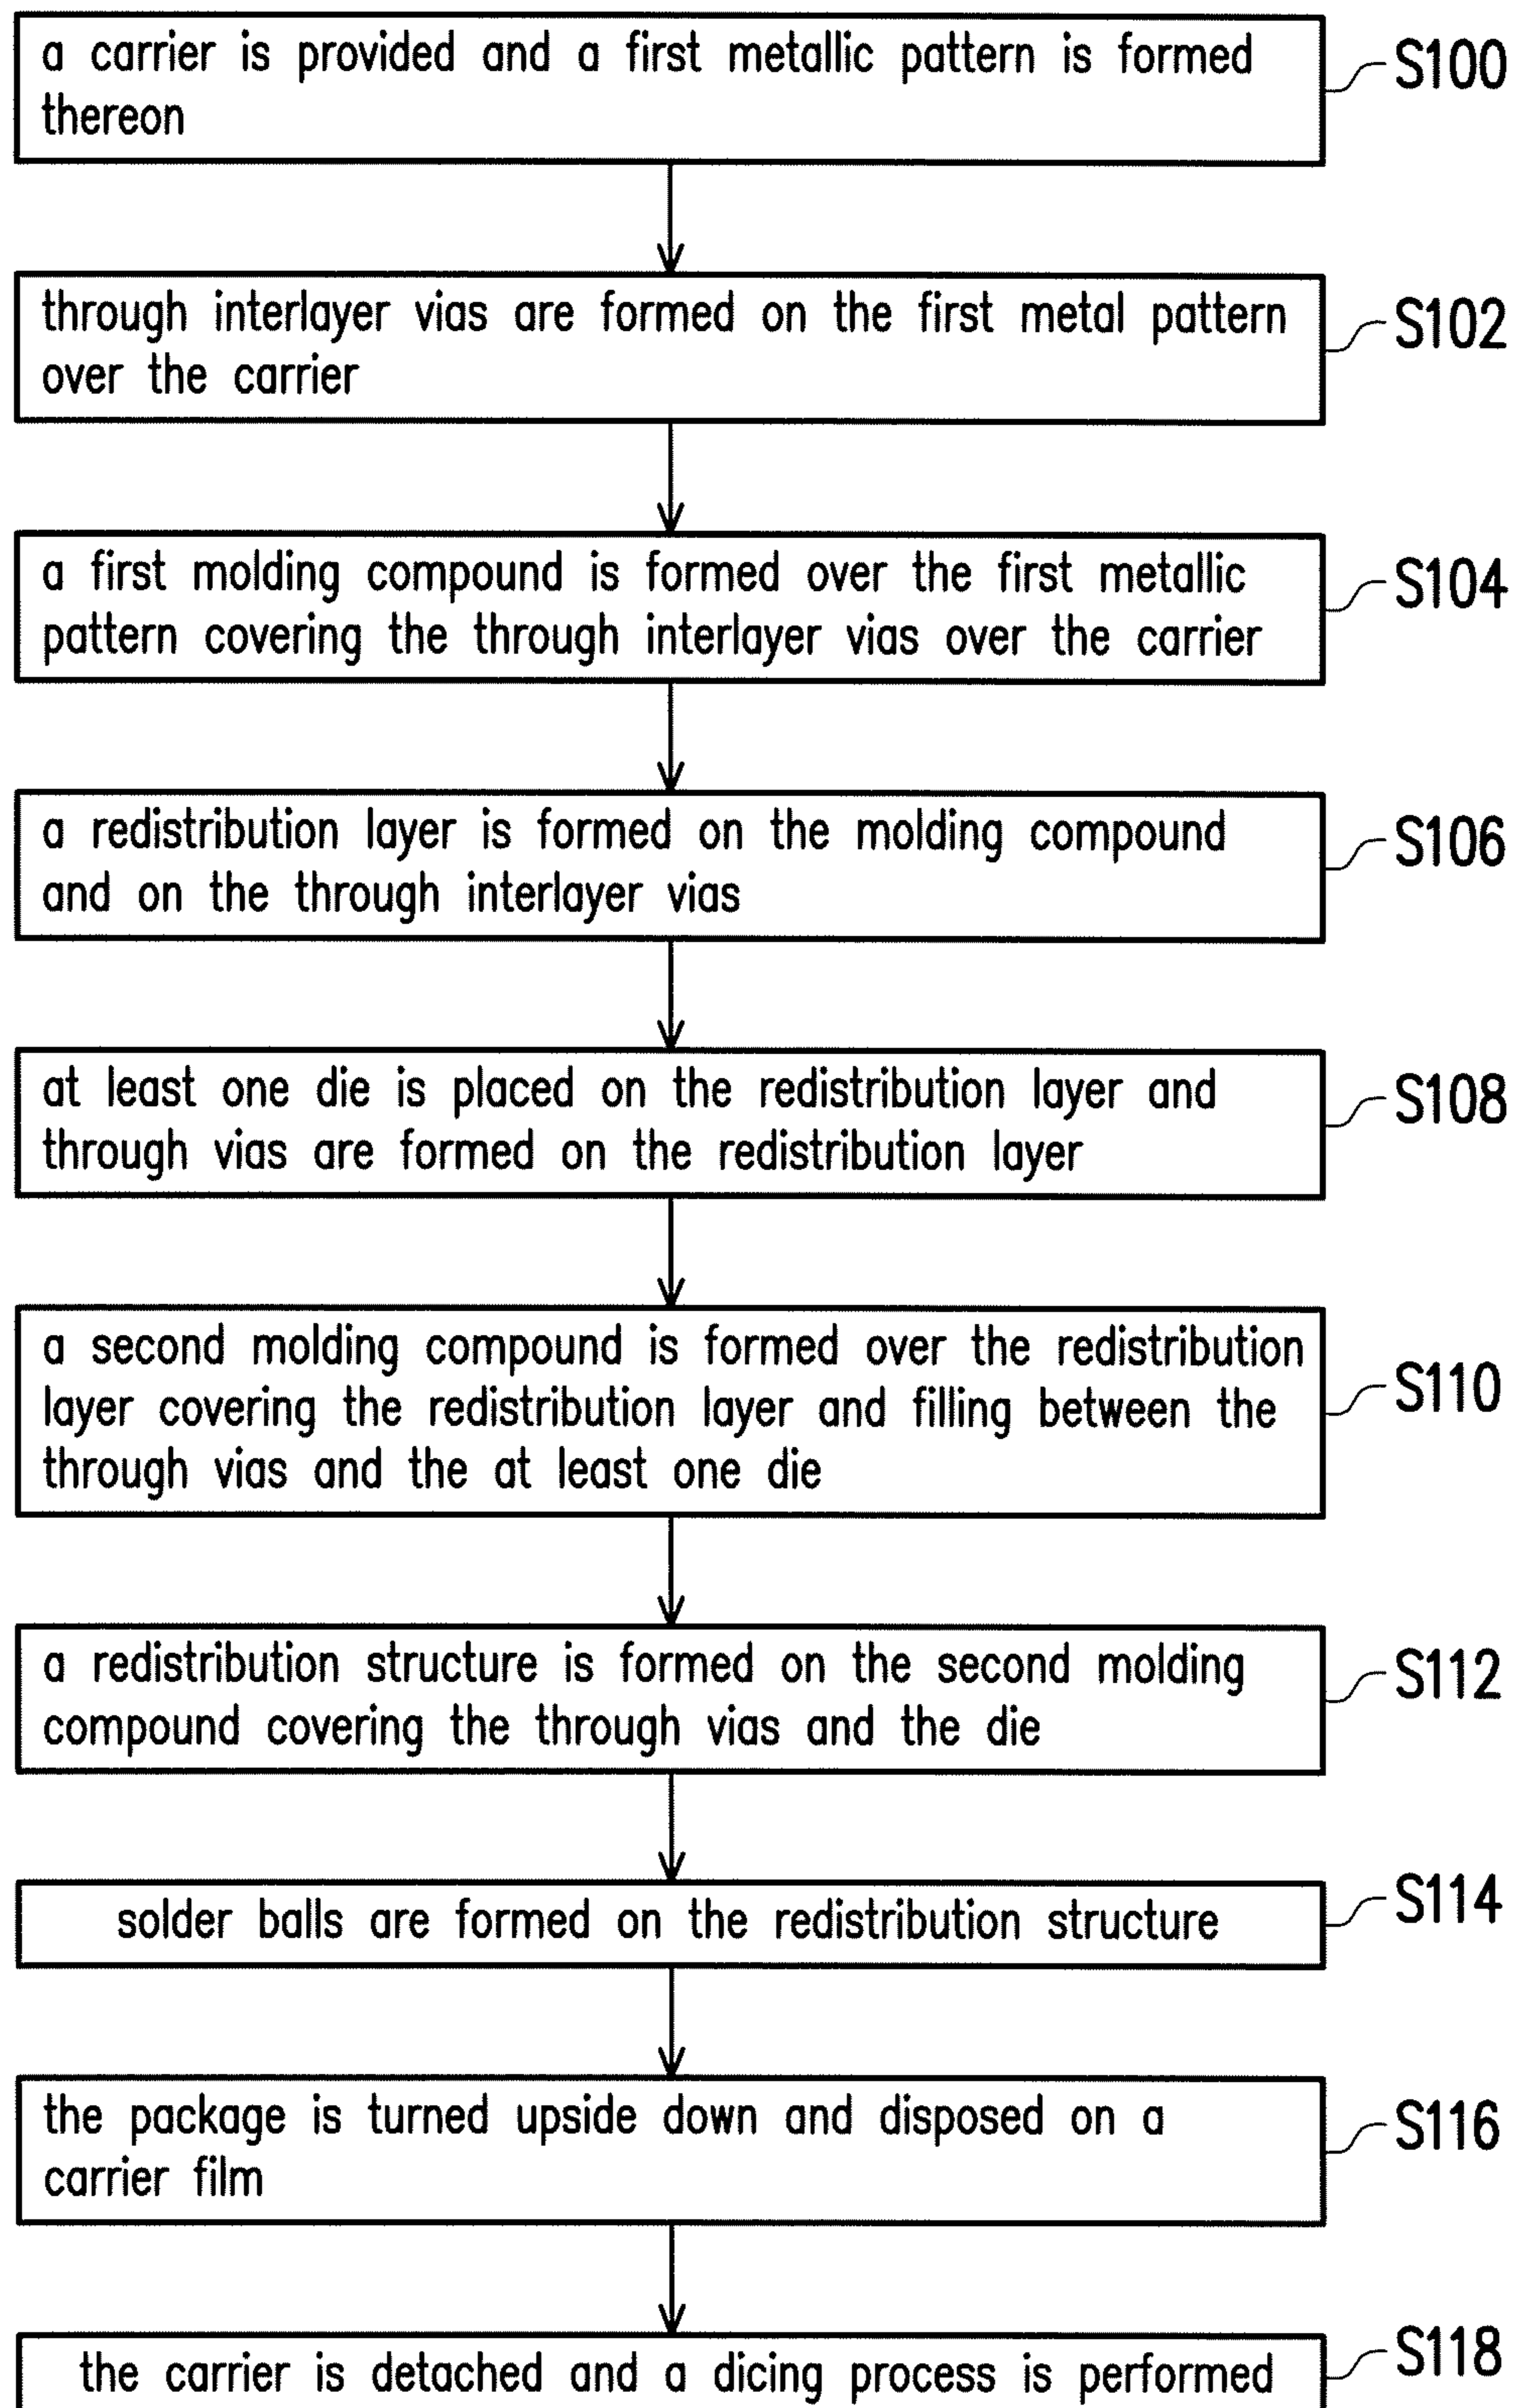 a carrier is provided and a first metallic pattern is formed
thereon
S100
through interlayer vias are formed on the first metal pattern
over the carrier
S102
a first molding compound is formed over the first metallic
pattern covering the through interlayer vias over the carrier
S104
a redistribution layer is formed on the molding compound
and on the through interlayer vias
S106
at least one die is placed on the redistribution layer and
through vias are formed on the redistribution layer
S108
a second molding compound is formed over the redistribution
layer covering the redistribution layer and filling between the
through vias and the at least one die
S110
a redistribution structure is formed on the second molding
compound covering the through vias and the die
S112
solder balls are formed on the redistribution structure
S114
the package is turned upside down and disposed on a
carrier film
S116
the carrier is detached and a dicing process is performed
S118